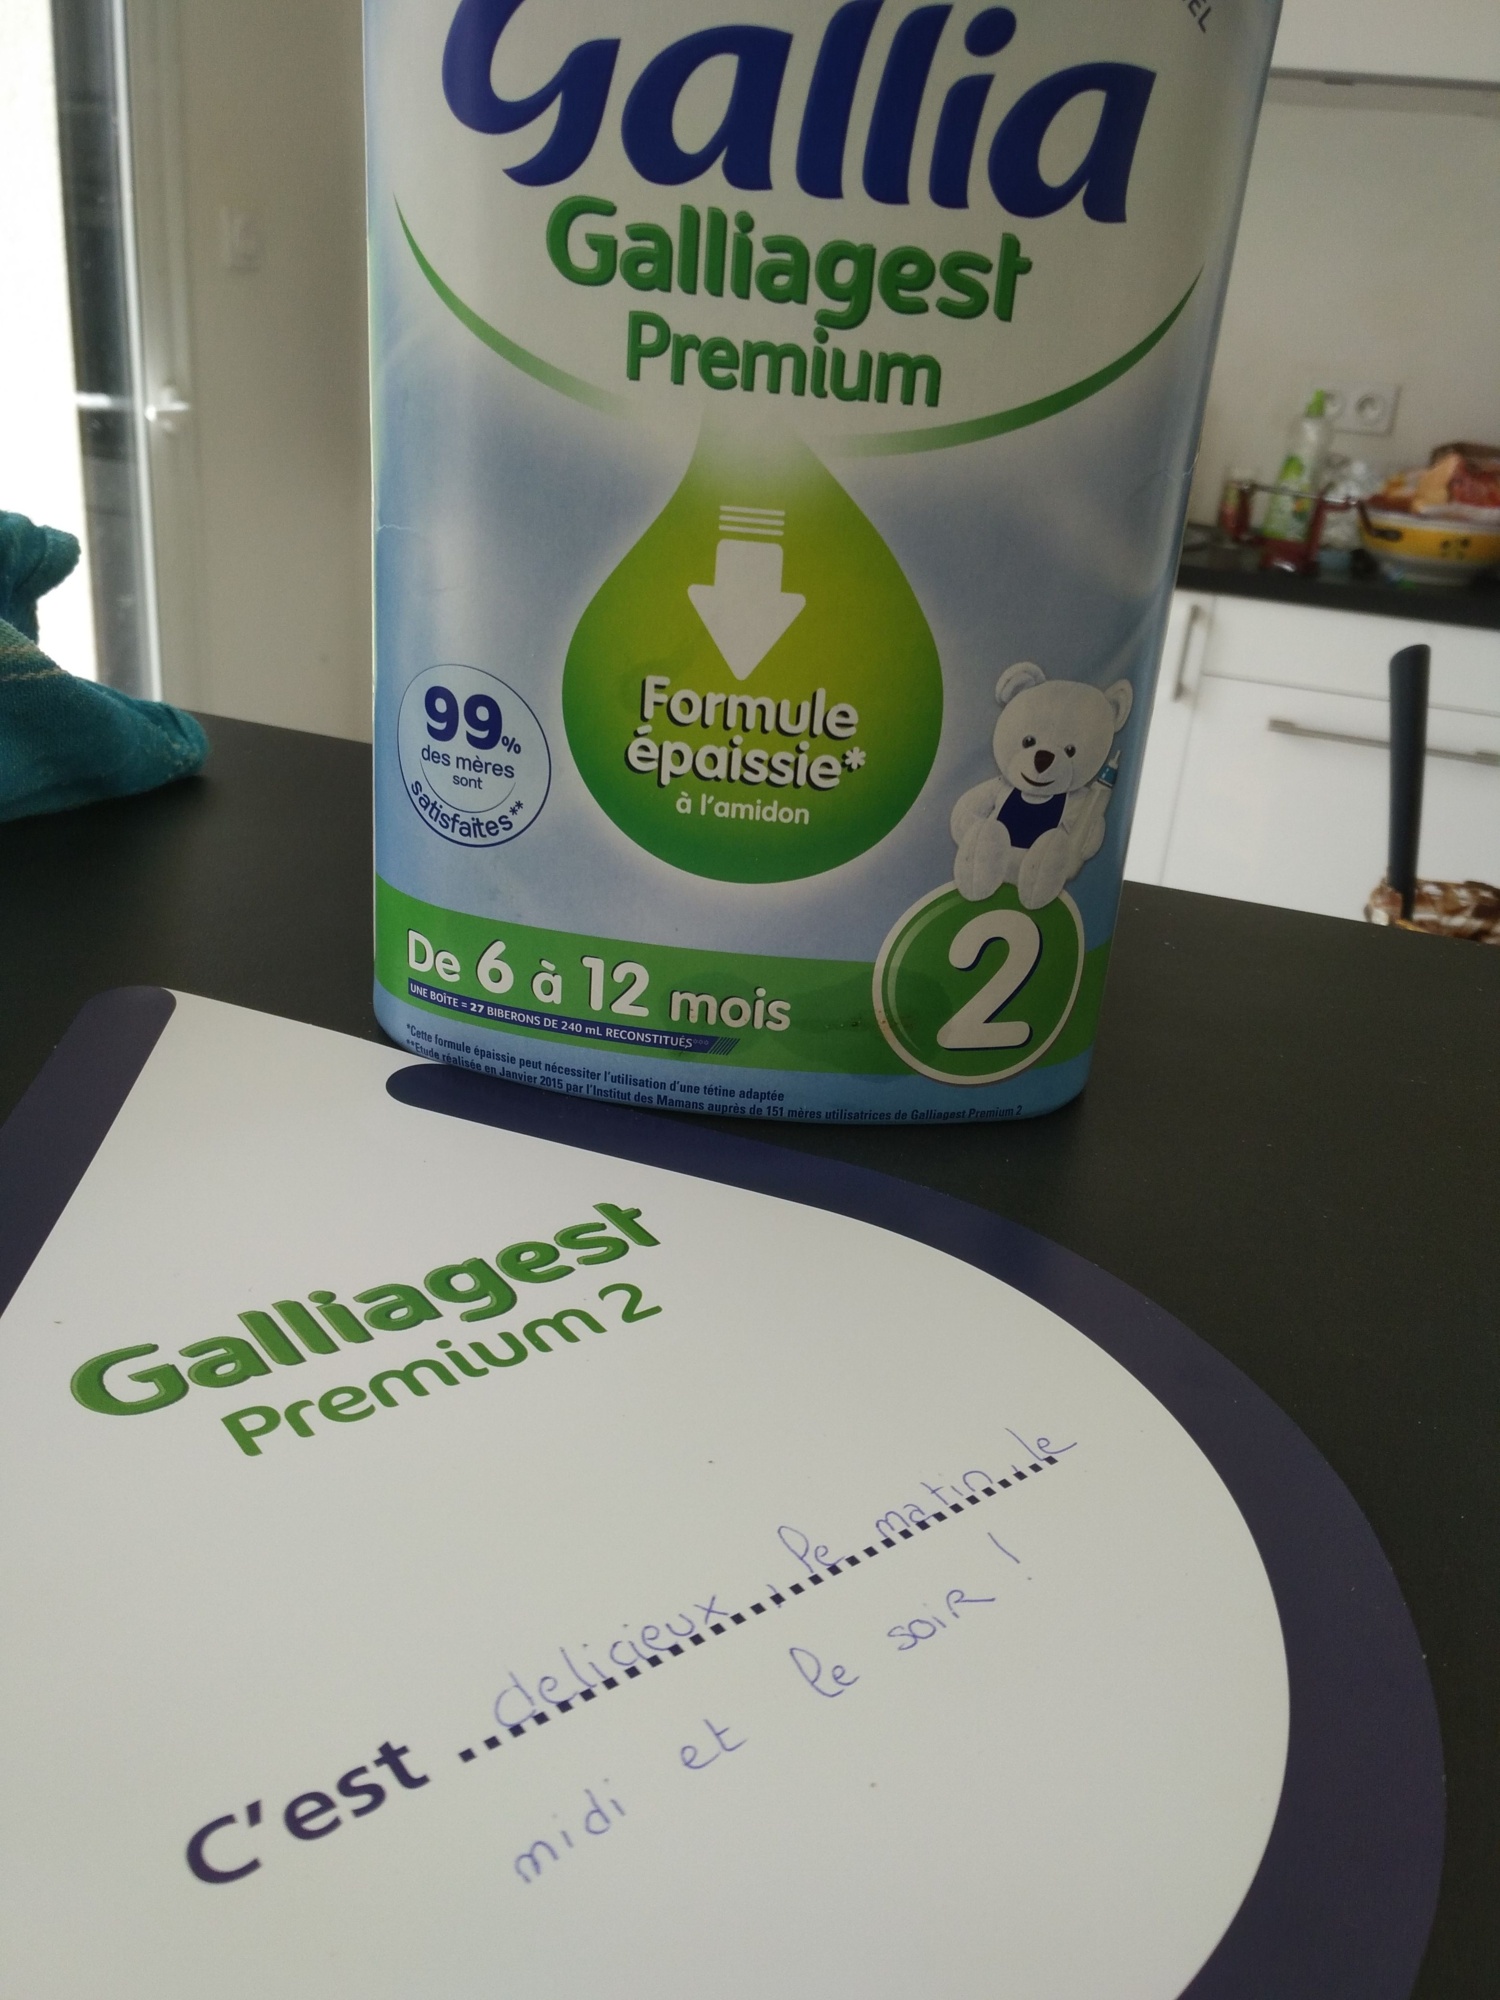 Gallia
Galliagest
Premium
Formule
épaissie*
à l'amidon
99%
des mères
sont
satisfaites**
De 6 à 12 mois
2
UNE BOÎTE = 27 BIBERONS DE 240 mL RECONSTITUÉS°°°
*Cette formule épaissie peut nécessiter l'utilisation d'une tétine adaptée
**Etude réalisée en Janvier 2015 par l'Institut des Mamans auprès de 151 mères utilisatrices de Galliagest Premium 2
Galliagest
Premium 2
C'est delicieux, le matin, le
midi et le soir !